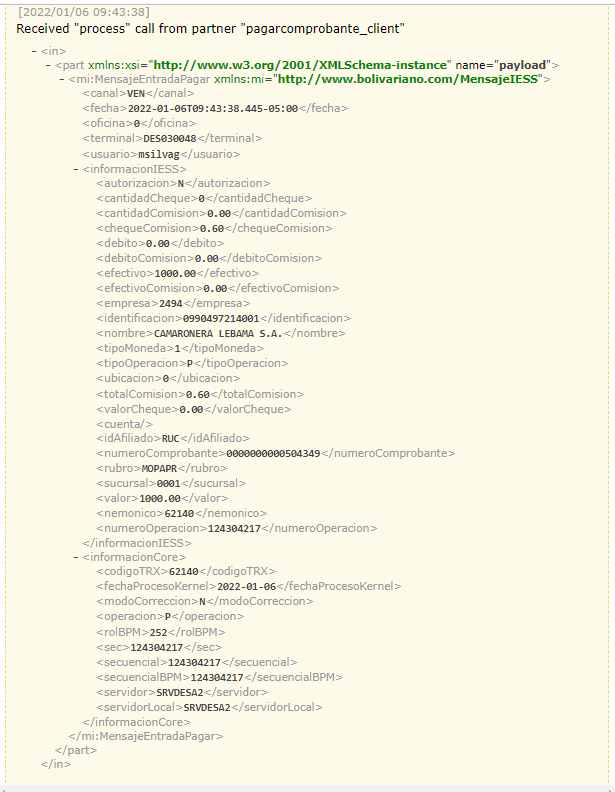 [2022/01/06 09:43:38]
Received "process" call from partner "pagarcomprobante_client"
- <in>
- <part xmlns:xsi="http://www.w3.org/2001/XMLSchema-instance" name="payload">
- <mi:MensajeEntradaPagar xmlns:mi="http://www.bolivariano.com/MensajeIESS">
<canal>VEN</canal>
<fecha>2022-01-06T09:43:38.445-05:00</fecha>
<oficina>0</oficina>
<terminal>DES030048</terminal>
<usuario>msilvag</usuario>
- <informacionIESS>
<autorizacion>N</autorizacion>
<cantidadCheque>0</cantidadCheque>
<cantidadComision>0.00</cantidadComision>
<chequeComision>0.60</chequeComision>
<debito>0.00</debito>
<debitoComision>0.00</debitoComision>
<efectivo>1000.00</efectivo>
<efectivoComision>0.00</efectivoComision>
<empresa>2494</empresa>
<identificacion>0990497214001</identificacion>
<nombre>CAMARONERA LEBAMA S.A.</nombre>
<tipoMoneda>1</tipoMoneda>
<tipoOperacion>P</tipoOperacion>
<ubicacion>0</ubicacion>
<totalComision>0.60</totalComision>
<valorCheque>0.00</valorCheque>
<cuenta/>
<idAfiliado>RUC</idAfiliado>
<numeroComprobante>0000000000504349</numeroComprobante>
<rubro>MOPAPR</rubro>
<sucursal>0001</sucursal>
<valor>1000.00</valor>
<nemonico>62140</nemonico>
<numeroOperacion>124304217</numeroOperacion>
</informacionIESS>
- <informacionCore>
<codigoTRX>62140</codigoTRX>
<fechaProcesoKernel>2022-01-06</fechaProcesoKernel>
<modoCorreccion>N</modoCorreccion>
<operacion>P</operacion>
<rolBPM>252</rolBPM>
<sec>124304217</sec>
<secuencial>124304217</secuencial>
<secuencialBPM>124304217</secuencialBPM>
<servidor>SRVDESA2</servidor>
<servidorLocal>SRVDESA2</servidorLocal>
</informacionCore>
</mi:MensajeEntradaPagar>
</part>
</in>